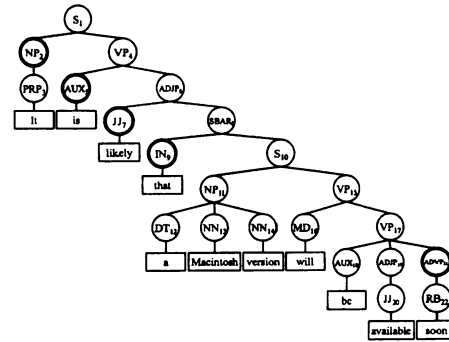 S1
NP2 VP4
PRP3 AUX5 ADJP6
It is JJ7 SBAR8
likely IN9 S10
that NP11 VP15
DT12 NN13 NN14 MD16 VP17
a Macintosh version will AUX18 ADJP19 ADVP21
be JJ20 RB22
available soon